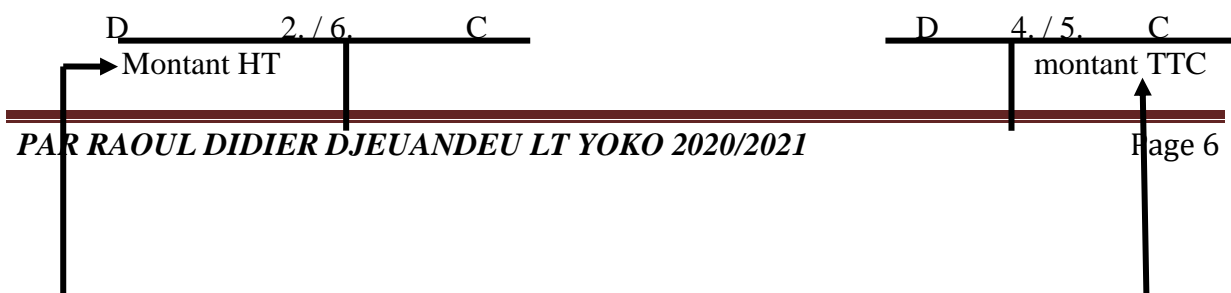 D 2. / 6. C D 4. / 5. C
Montant HT montant TTC
PAR RAOUL DIDIER DJEUANDEU LT YOKO 2020/2021 Page 6